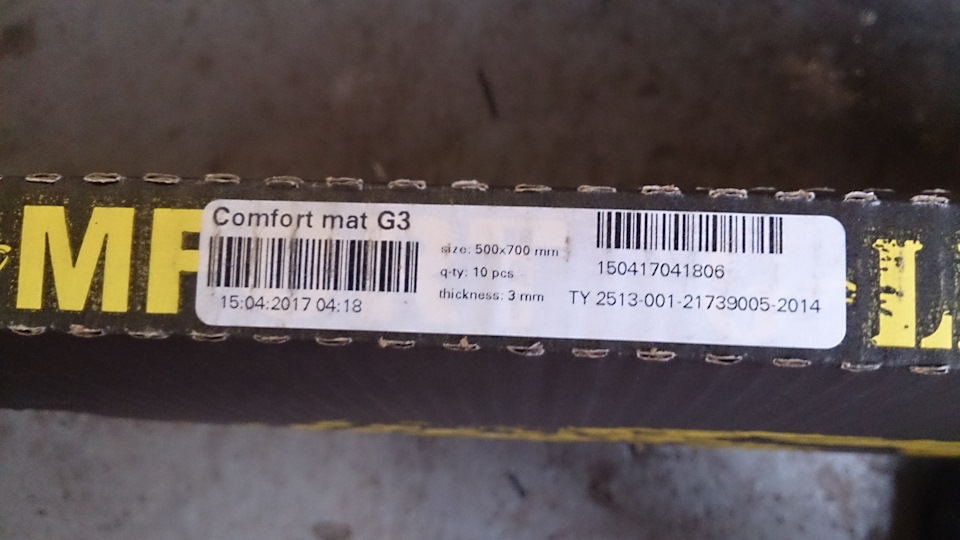 Comfort mat G3
15:04:2017 04:18
size: 500x700 mm
q-ty: 10 pcs
thickness: 3 mm
150417041806
TY 2513-001-21739005-2014